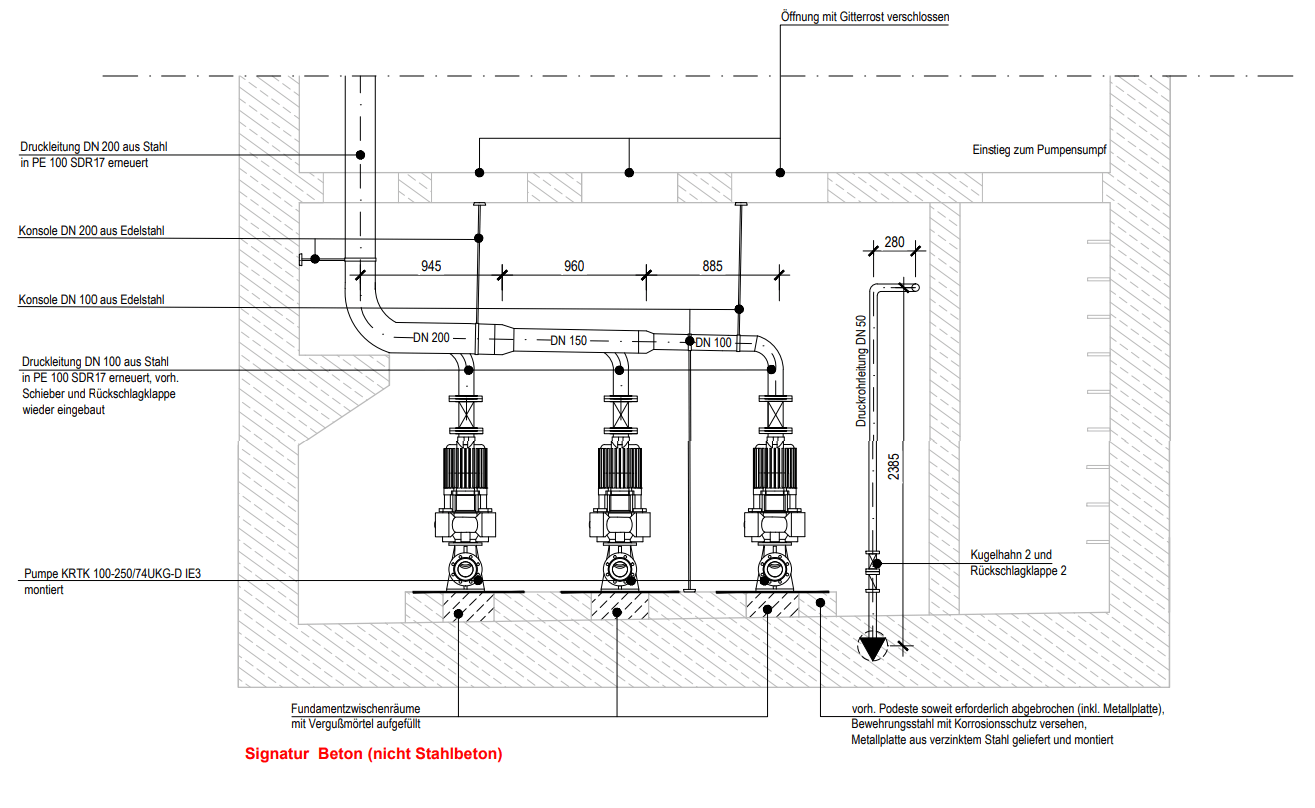 Öffnung mit Gitterrost verschlossen
Druckleitung DN 200 aus Stahl
in PE 100 SDR17 erneuert
Einstieg zum Pumpensumpf
Konsole DN 200 aus Edelstahl
280
945
960
885
Konsole DN 100 aus Edelstahl
DN 200
DN 150
DN 100
Druckrohrleitung DN 50
Druckleitung DN 100 aus Stahl
in PE 100 SDR17 erneuert, vorh.
Schieber und Rückschlagklappe
wieder eingebaut
2385
Kugelhahn 2 und
Rückschlagklappe 2
Pumpe KRTK 100-250/74UKG-D IE3
montiert
Fundamentzwischenräume
mit Vergußmörtel aufgefüllt
vorh. Podeste soweit erforderlich abgebrochen (inkl. Metallplatte),
Bewehrungsstahl mit Korrosionsschutz versehen,
Metallplatte aus verzinktem Stahl geliefert und montiert
Signatur Beton (nicht Stahlbeton)